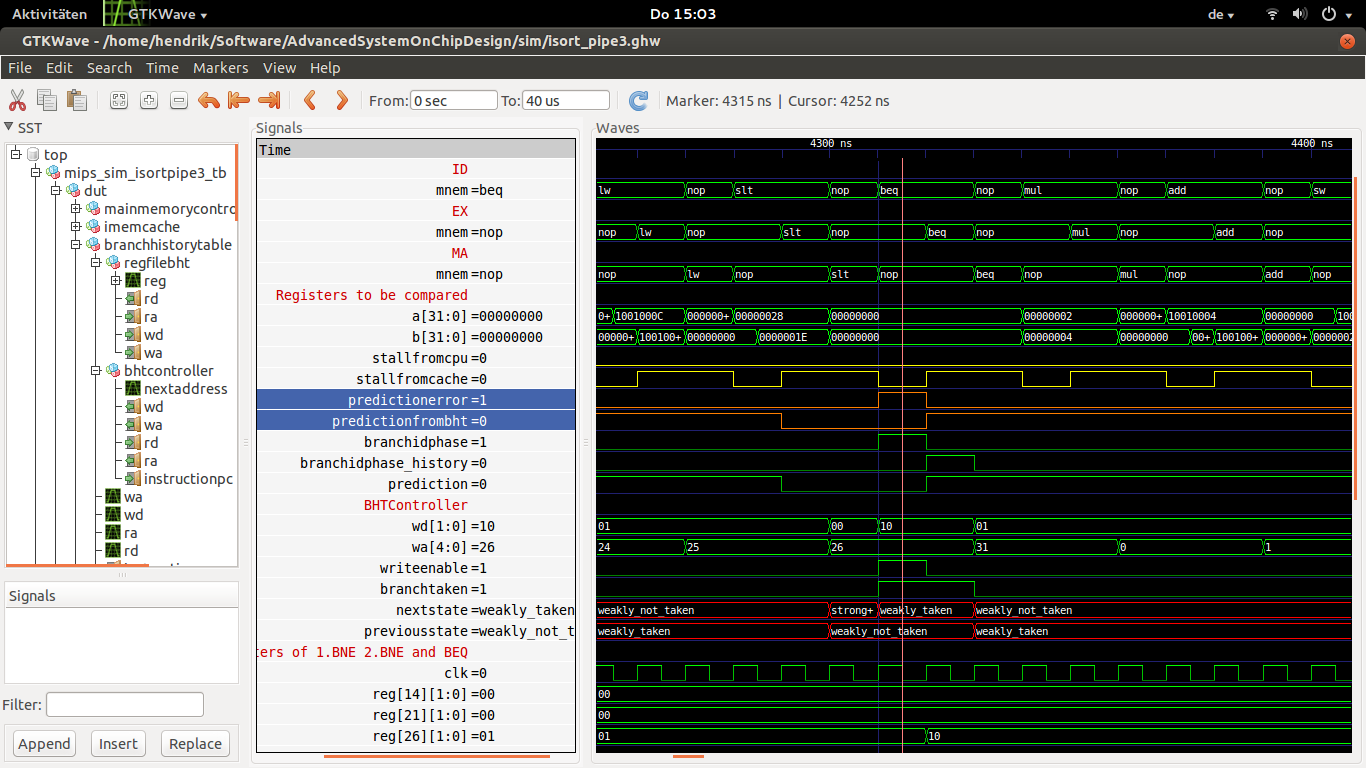 Aktivitäten GTKWave Do 15:03 de
GTKWave - /home/hendrik/Software/AdvancedSystemOnChipDesign/sim/isort_pipe3.ghw
File Edit Search Time Markers View Help
From: 0 sec To: 40 us Marker: 4315 ns | Cursor: 4252 ns
SST
top
mips_sim_isortpipe3_tb
dut
mainmemorycontro
imemcache
branchhistorytable
regfilebht
reg
rd
ra
wd
wa
bhtcontroller
nextaddress
wd
wa
rd
ra
instructionpc
wa
wd
ra
rd
Signals
Filter:
Append Insert Replace
Signals
Time
ID
mnem=beq
EX
mnem=nop
MA
mnem=nop
Registers to be compared
a[31:0]=00000000
b[31:0]=00000000
stallfromcpu=0
stallfromcache=0
predictionerror=1
predictionfrombht=0
branchidphase=1
branchidphase_history=0
prediction=0
BHTController
wd[1:0]=10
wa[4:0]=26
writeenable=1
branchtaken=1
nextstate=weakly_taken
previousstate=weakly_not_t
ters of 1.BNE 2.BNE and BEQ
clk=0
reg[14][1:0]=00
reg[21][1:0]=00
reg[26][1:0]=01
Waves
4300 ns 4400 ns
lw nop slt nop beq nop mul nop add nop sw
nop lw nop slt nop beq nop mul nop add nop
nop lw nop slt nop beq nop mul nop add nop
0+ 1001000C 000000+ 00000028 00000000 00000002 000000+ 10010004 00000000 100
00000+ 100100+ 00000000 0000001E 00000000 00000004 00000000 00+ 100100+ 000000+ 0000002
01 00 10 01
24 25 26 31 0 1
weakly_not_taken strong+ weakly_taken weakly_not_taken
weakly_taken weakly_not_taken weakly_taken
00
00
01 10